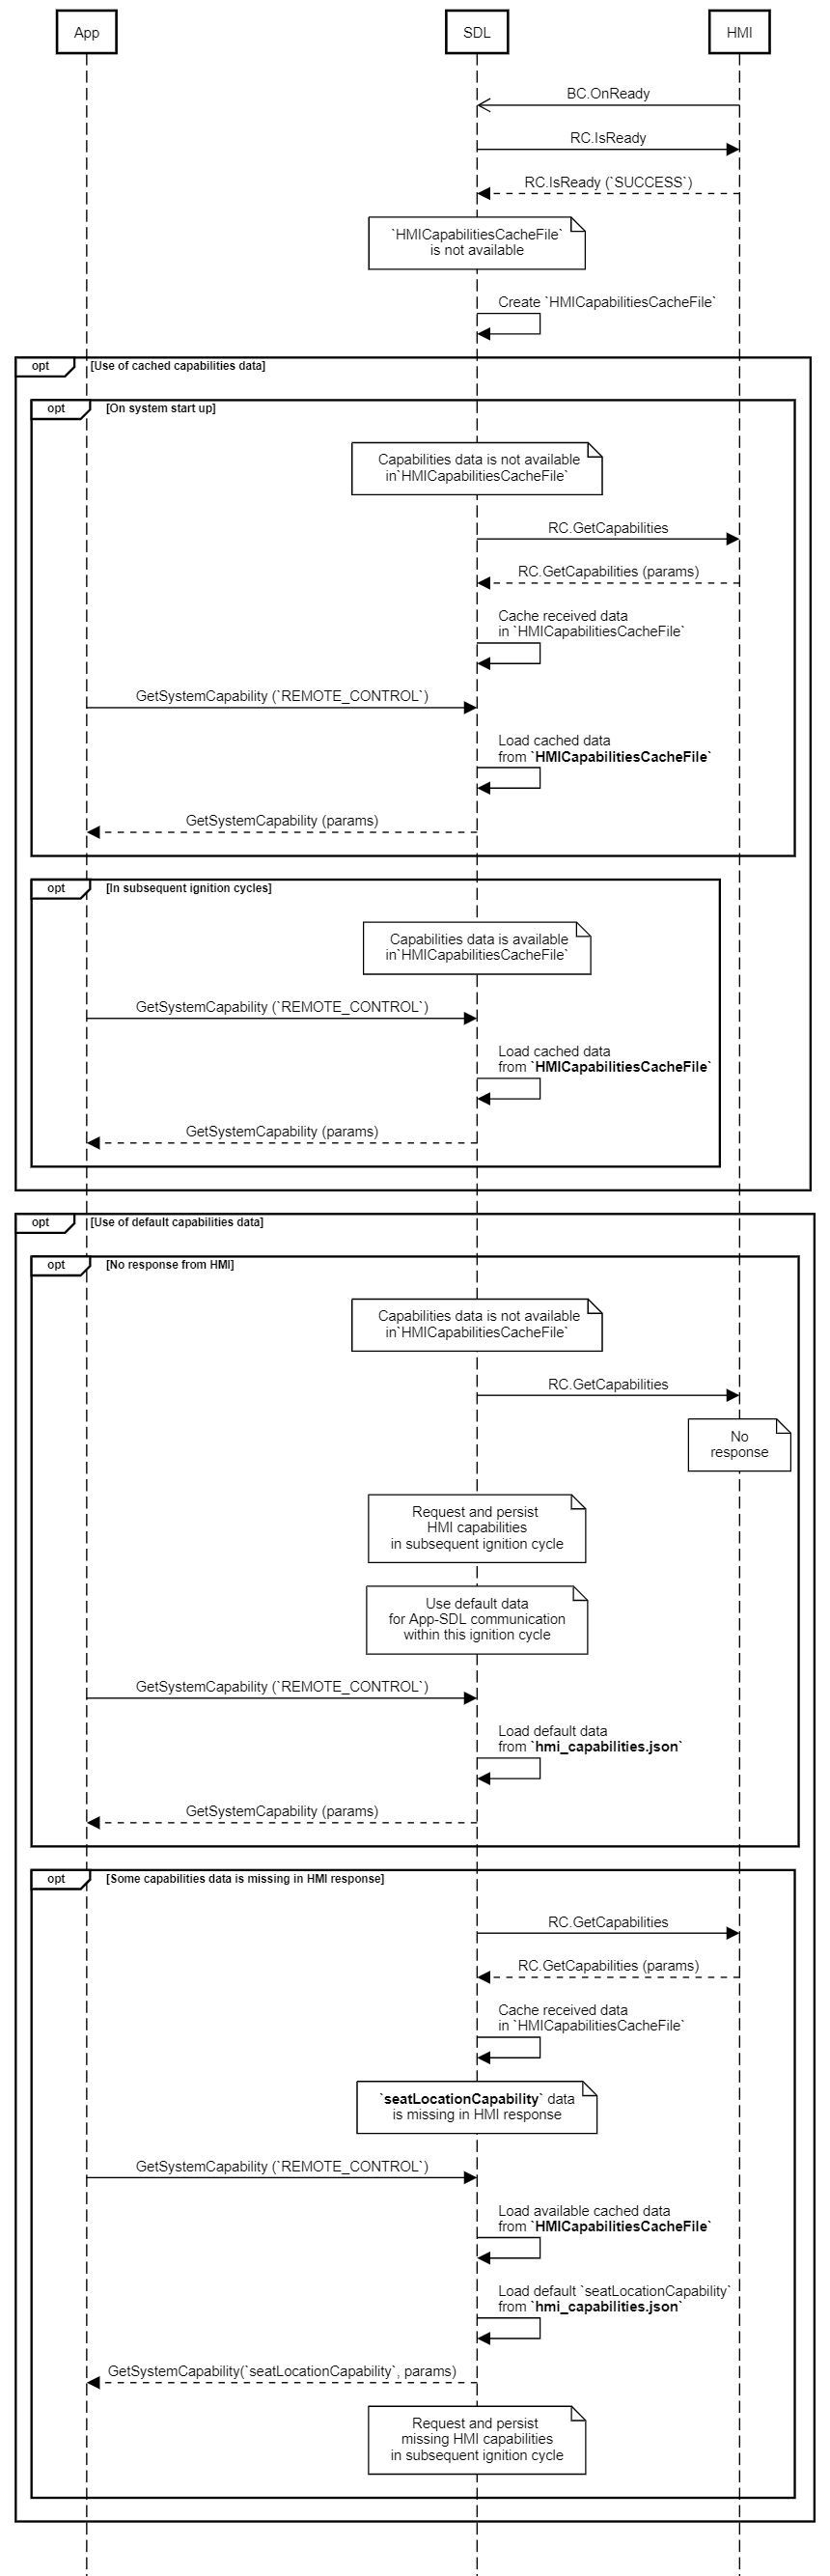 App
SDL
HMI
BC.OnReady
RC.IsReady
RC.IsReady (`SUCCESS`)
`HMICapabilitiesCacheFile`
is not available
Create `HMICapabilitiesCacheFile`
opt
[Use of cached capabilities data]
opt
[On system start up]
Capabilities data is not available
in`HMICapabilitiesCacheFile`
RC.GetCapabilities
RC.GetCapabilities (params)
Cache received data
in `HMICapabilitiesCacheFile`
GetSystemCapability (`REMOTE_CONTROL`)
Load cached data
from `HMICapabilitiesCacheFile`
GetSystemCapability (params)
opt
[In subsequent ignition cycles]
Capabilities data is available
in`HMICapabilitiesCacheFile`
GetSystemCapability (`REMOTE_CONTROL`)
Load cached data
from `HMICapabilitiesCacheFile`
GetSystemCapability (params)
opt
[Use of default capabilities data]
opt
[No response from HMI]
Capabilities data is not available
in`HMICapabilitiesCacheFile`
RC.GetCapabilities
No
response
Request and persist
HMI capabilities
in subsequent ignition cycle
Use default data
for App-SDL communication
within this ignition cycle
GetSystemCapability (`REMOTE_CONTROL`)
Load default data
from `hmi_capabilities.json`
GetSystemCapability (params)
opt
[Some capabilities data is missing in HMI response]
RC.GetCapabilities
RC.GetCapabilities (params)
Cache received data
in `HMICapabilitiesCacheFile`
`seatLocationCapability` data
is missing in HMI response
GetSystemCapability (`REMOTE_CONTROL`)
Load available cached data
from `HMICapabilitiesCacheFile`
Load default `seatLocationCapability`
from `hmi_capabilities.json`
GetSystemCapability(`seatLocationCapability`, params)
Request and persist
missing HMI capabilities
in subsequent ignition cycle